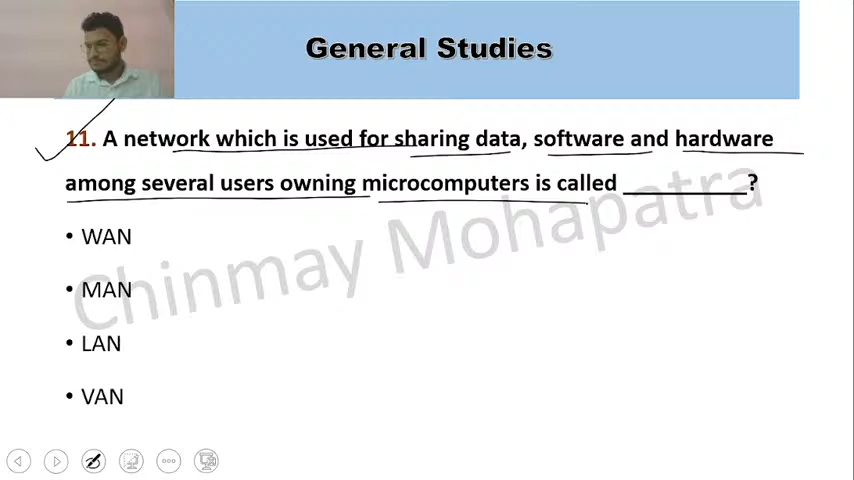 General Studies
11. A network which is used for sharing data, software and hardware
among several users owning microcomputers is called __________?
• WAN
• MAN
• LAN
• VAN
Chinmay Mohapatra